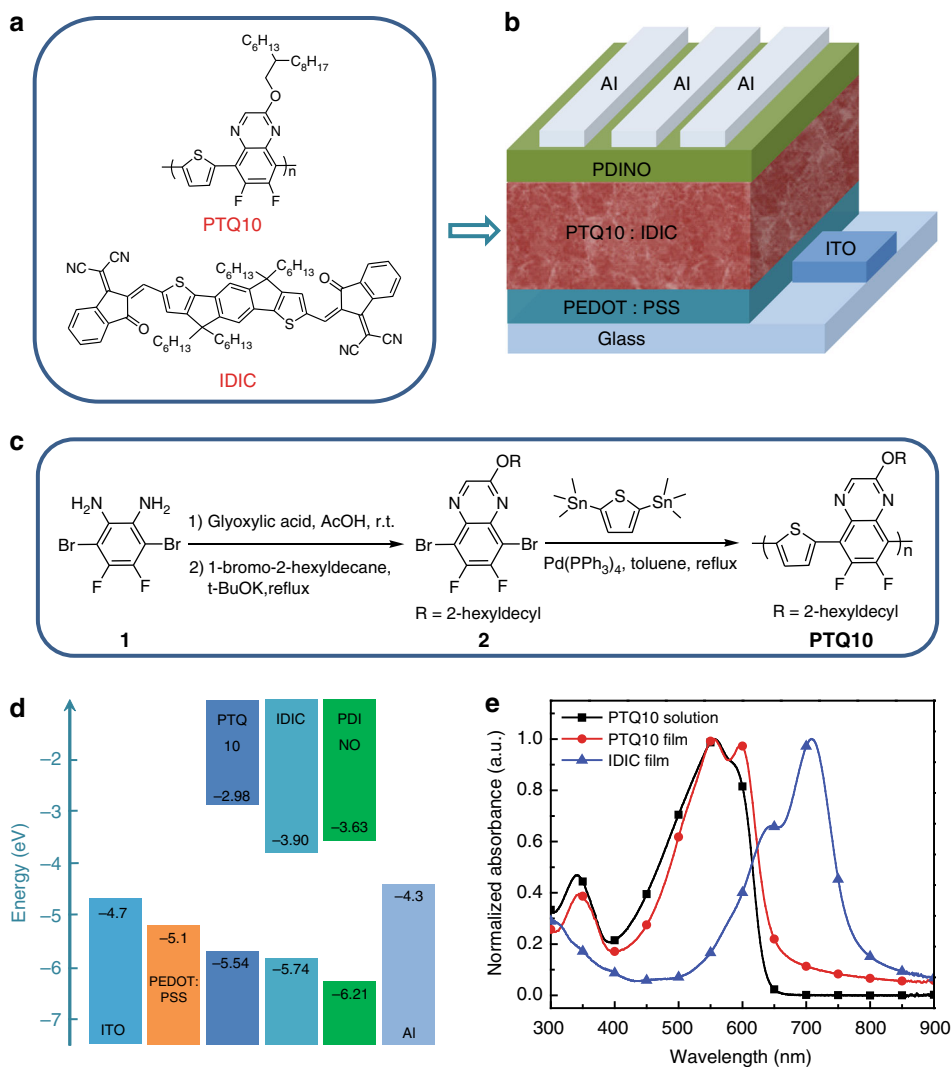 a
C6H13
C8H17
O
N
N
S
n
F
F
PTQ10
NC
CN
C6H13
C6H13
S
O
O
S
C6H13
C6H13
NC
CN
IDIC
b
Al
Al
Al
PDINO
PTQ10 : IDIC
ITO
PEDOT : PSS
Glass
c
H2N
NH2
Br
Br
F
F
1
1) Glyoxylic acid, AcOH, r.t.
2) 1-bromo-2-hexyldecane,
t-BuOK,reflux
OR
N
N
Br
Br
F
F
R = 2-hexyldecyl
2
Sn
S
Sn
Pd(PPh3)4, toluene, reflux
OR
N
N
S
n
F
F
R = 2-hexyldecyl
PTQ10
d
Energy (eV)
–2
–3
–4
–5
–6
–7
–4.7
ITO
–5.1
PEDOT:
PSS
PTQ
10
–2.98
–5.54
IDIC
–3.90
–5.74
PDI
NO
–3.63
–6.21
–4.3
Al
e
PTQ10 solution
PTQ10 film
IDIC film
Normalized absorbance (a.u.)
1.0
0.8
0.6
0.4
0.2
0.0
300 400 500 600 700 800 900
Wavelength (nm)